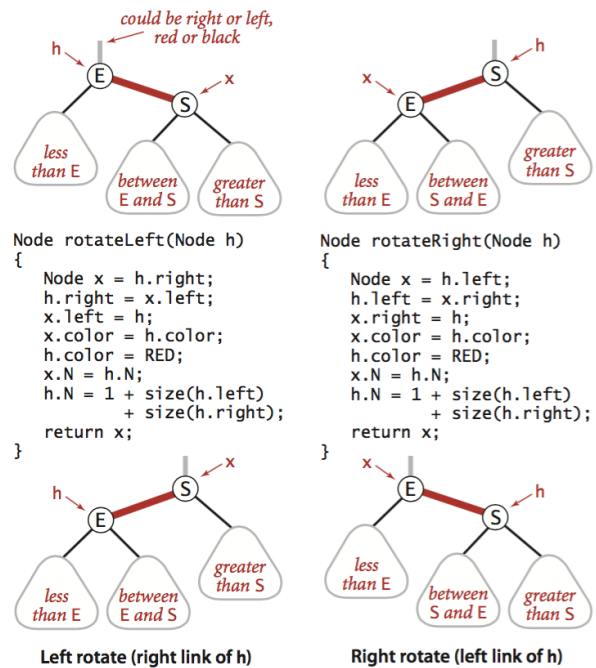 could be right or left,
red or black
h
E
x
S
less
than E
between
E and S
greater
than S
Node rotateLeft(Node h)
{
Node x = h.right;
h.right = x.left;
x.left = h;
x.color = h.color;
h.color = RED;
x.N = h.N;
h.N = 1 + size(h.left)
+ size(h.right);
return x;
}
x
h
S
E
less
than E
between
E and S
greater
than S
Left rotate (right link of h)
h
S
x
E
less
than E
between
S and E
greater
than S
Node rotateRight(Node h)
{
Node x = h.left;
h.left = x.right;
x.right = h;
x.color = h.color;
h.color = RED;
x.N = h.N;
h.N = 1 + size(h.left)
+ size(h.right);
return x;
}
x
E
h
S
less
than E
between
S and E
greater
than S
Right rotate (left link of h)